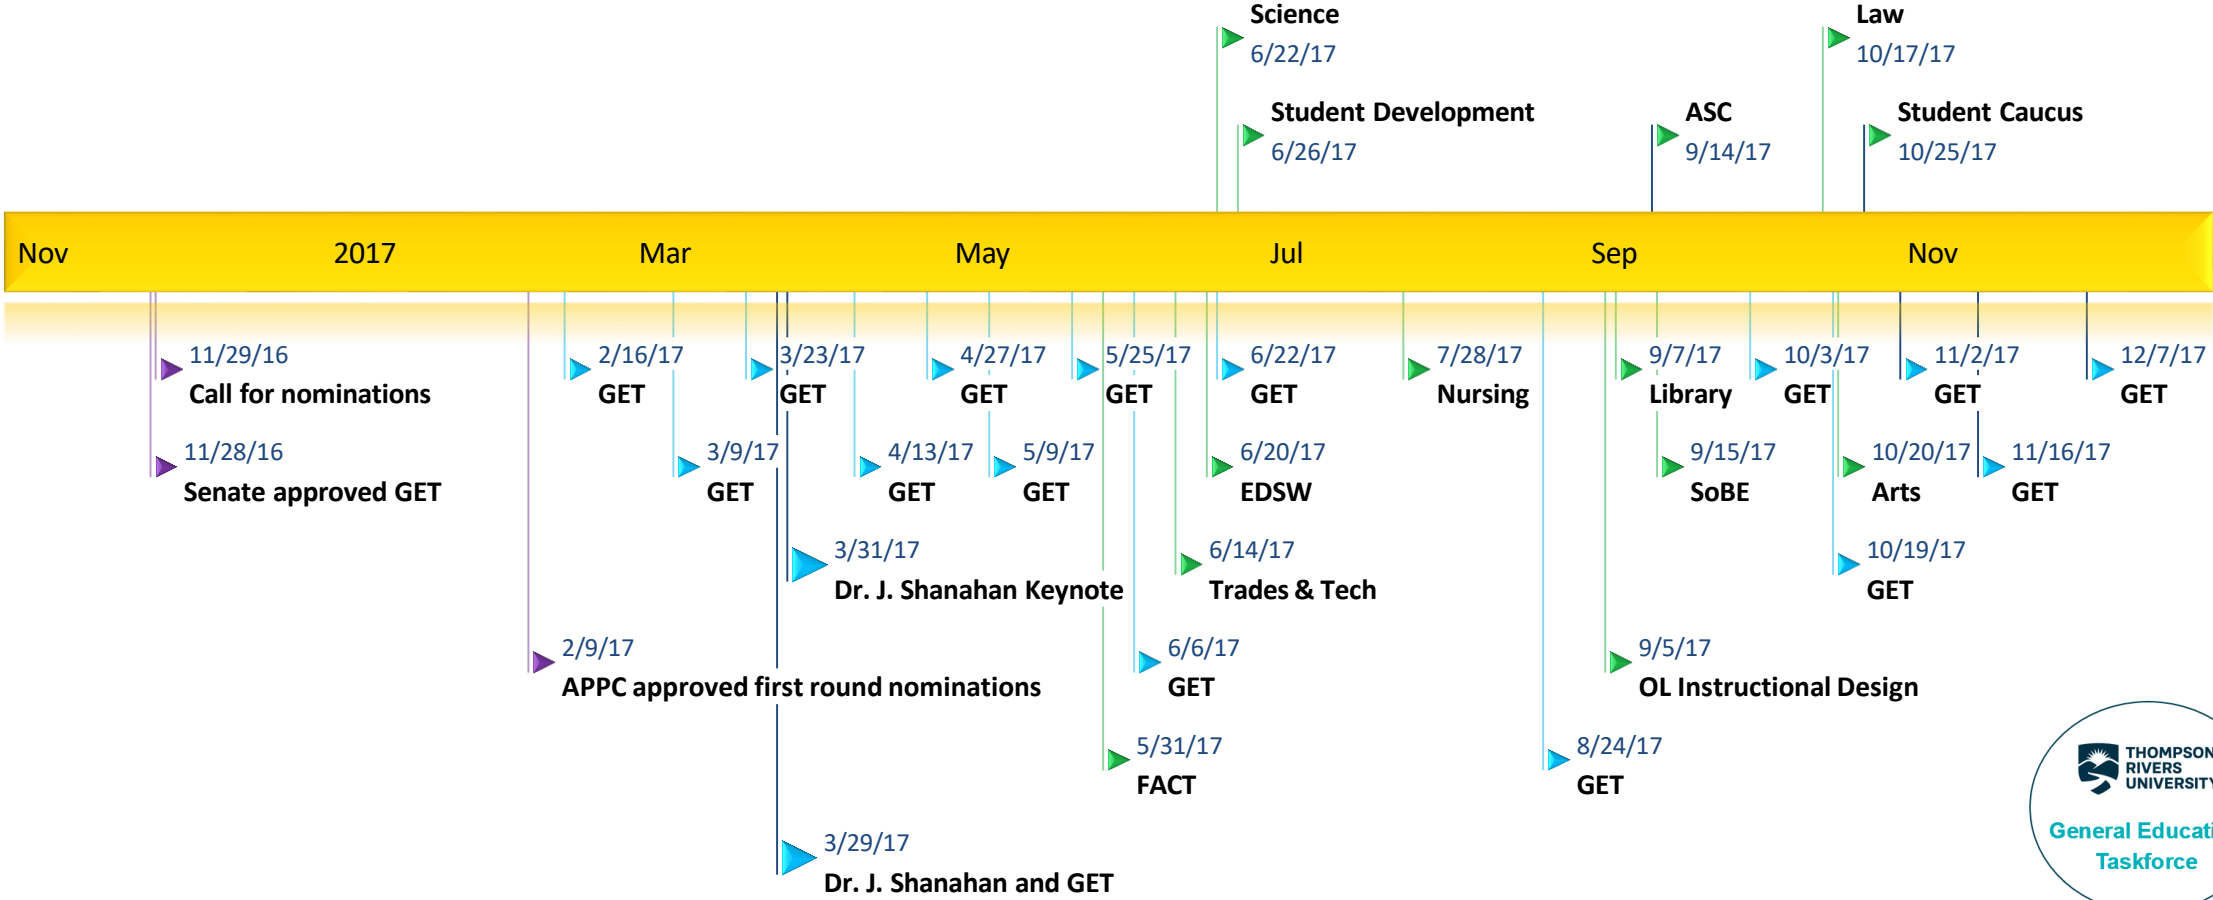 Science
6/22/17
Law
10/17/17
Student Development
6/26/17
ASC
9/14/17
Student Caucus
10/25/17
Nov 2017 Mar May Jul Sep Nov
11/29/16
Call for nominations
2/16/17
GET
3/23/17
GET
4/27/17
GET
5/25/17
GET
6/22/17
GET
7/28/17
Nursing
9/7/17
Library
10/3/17
GET
11/2/17
GET
12/7/17
GET
11/28/16
Senate approved GET
3/9/17
GET
4/13/17
GET
5/9/17
GET
6/20/17
EDSW
9/15/17
SoBE
10/20/17
Arts
11/16/17
GET
3/31/17
Dr. J. Shanahan Keynote
6/14/17
Trades & Tech
10/19/17
GET
2/9/17
APPC approved first round nominations
6/6/17
GET
9/5/17
OL Instructional Design
5/31/17
FACT
8/24/17
GET
3/29/17
Dr. J. Shanahan and GET
THOMPSON
RIVERS
UNIVERSITY
General Educati
Taskforce